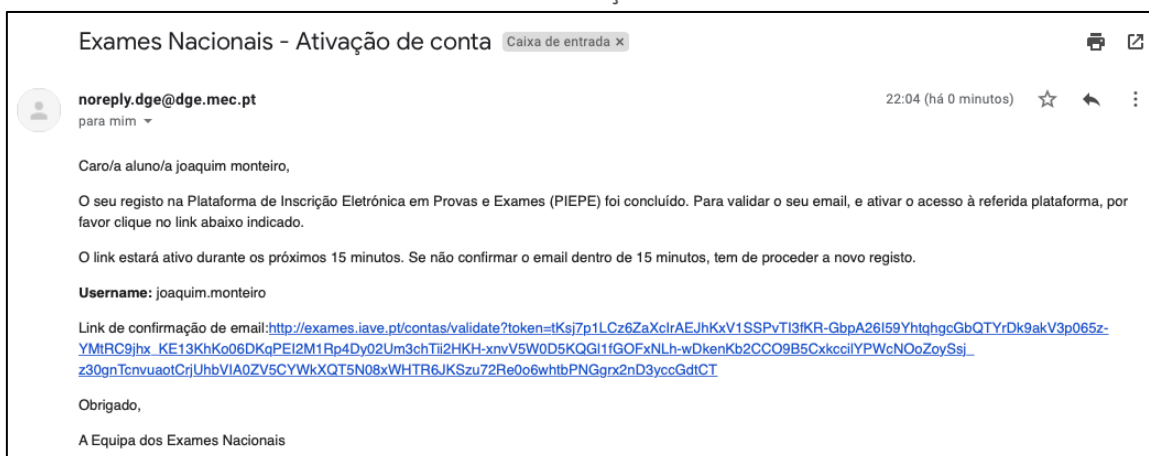 Exames Nacionais - Ativação de conta Caixa de entrada x
noreply.dge@dge.mec.pt 22:04 (há 0 minutos)
para mim
Caro/a aluno/a joaquim monteiro,
O seu registo na Plataforma de Inscrição Eletrónica em Provas e Exames (PIEPE) foi concluído. Para validar o seu email, e ativar o acesso à referida plataforma, por
favor clique no link abaixo indicado.
O link estará ativo durante os próximos 15 minutos. Se não confirmar o email dentro de 15 minutos, tem de proceder a novo registo.
Username: joaquim.monteiro
Link de confirmação de email:http://exames.iave.pt/contas/validate?token=tKsj7p1LCz6ZaXcIrAEJhKxV1SSPvTI3fKR-GbpA26I59YhtqhgcGbQTYrDk9akV3p065z-
YMtRC9jhx_KE13KhKo06DKqPEI2M1Rp4Dy02Um3chTii2HKH-xnvV5W0D5KQGI1fGOFxNLh-wDkenKb2CCO9B5CxkccilYPWcNOoZoySsj_
z30gnTcnvuaotCrjUhbVIA0ZV5CYWkXQT5N08xWHTR6JKSzu72Re0o6whtbPNGgrx2nD3yccGdtCT
Obrigado,
A Equipa dos Exames Nacionais